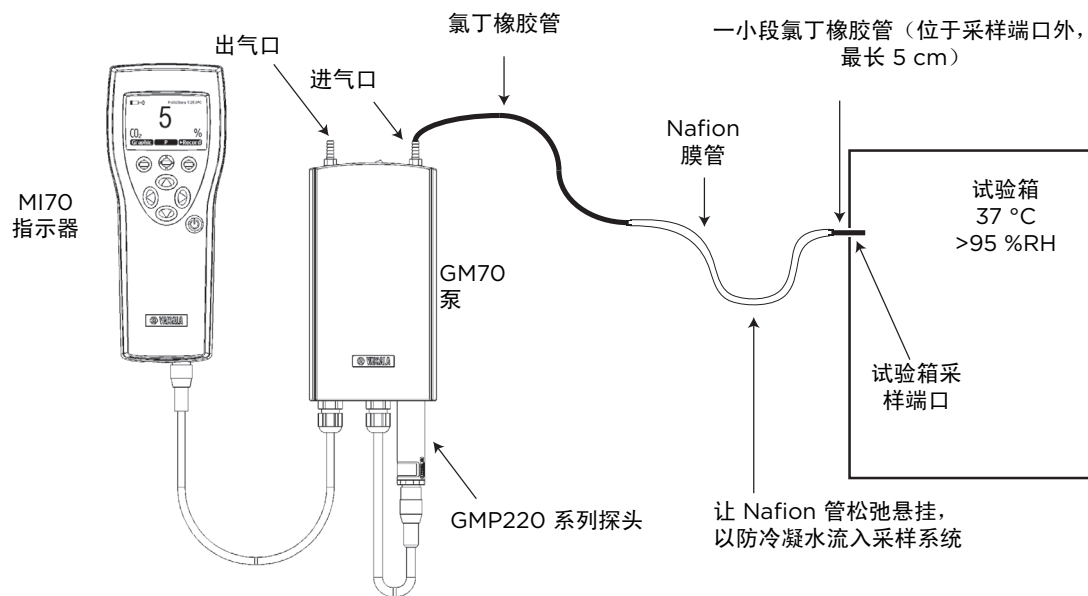 氯丁橡胶管
一小段氯丁橡胶管（位于采样端口外，
最长 5 cm）
出气口
进气口
Nafion
膜管
5
CO₂
%
Graphic
Record
MI70
指示器
试验箱
37 °C
>95 %RH
GM70
泵
VAISALA
VAISALA
试验箱采
样端口
GMP220 系列探头
让 Nafion 管松弛悬挂，
以防冷凝水流入采样系统